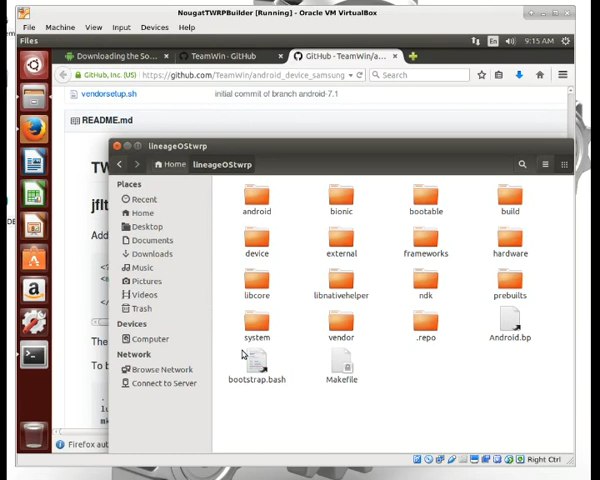 NougatTWRPBuilder [Running] - Oracle VM VirtualBox
File Machine View Input Devices Help
Files En 9:15 AM
Downloading the So... TeamWin · GitHub GitHub - TeamWin/a...
GitHub, Inc. (US) https://github.com/TeamWin/android_device_samsung Search
vendorsetup.sh initial commit of branch android-7.1
README.md
lineageOStwrp
TW
Home lineageOStwrp
jflt
Places
Recent
Home
Desktop
Documents
Downloads
Music
Pictures
Videos
Trash
Devices
Computer
Network
Browse Network
Connect to Server
android bionic bootable build
device external frameworks hardware
libcore libnativehelper ndk prebuilts
system vendor .repo Android.bp
bootstrap.bash Makefile
Add
<?
<m
</
The
To b
.
lu
mk
Firefox aut
Right Ctrl